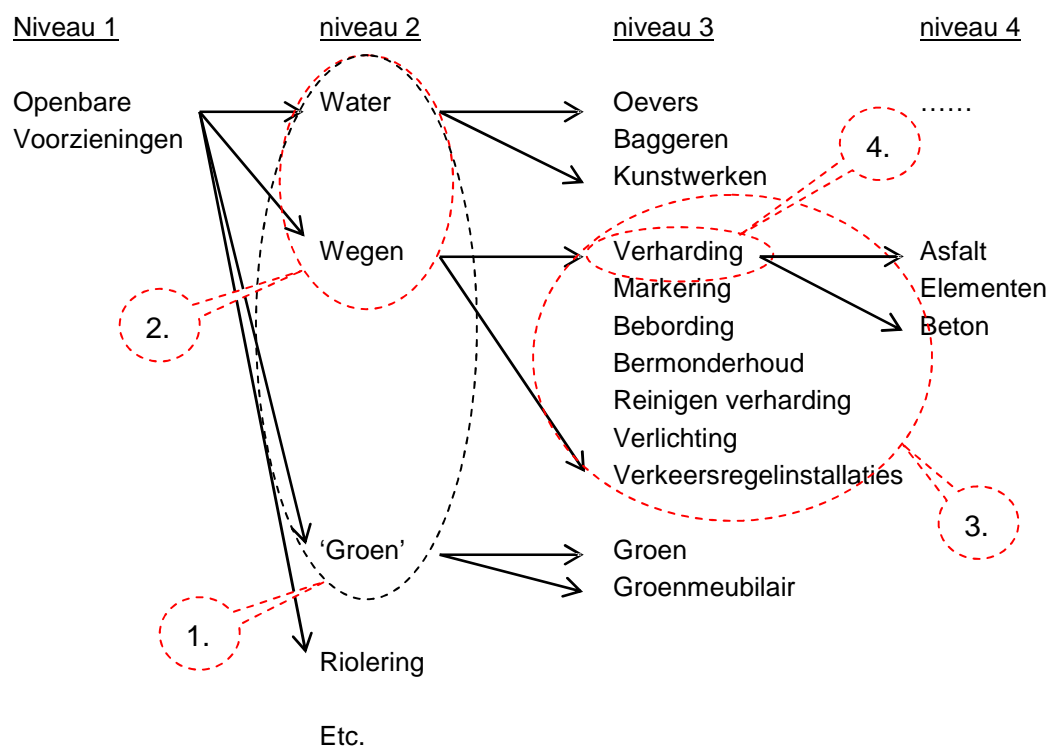 Niveau 1
niveau 2
niveau 3
niveau 4
Openbare
Voorzieningen
Water
Oevers
……
Baggeren
Kunstwerken
4.
Wegen
Verharding
Asfalt
Markering
Elementen
Bebording
Beton
2.
Bermonderhoud
Reinigen verharding
Verlichting
Verkeersregelinstallaties
3.
‘Groen’
Groen
Groenmeubilair
1.
Riolering
Etc.